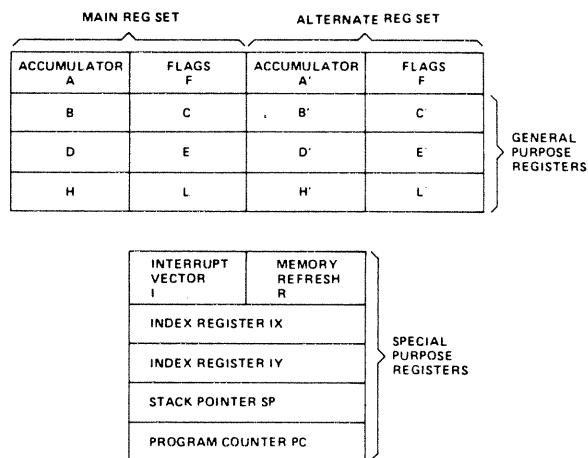 MAIN REG SET
ALTERNATE REG SET
ACCUMULATOR
A
FLAGS
F
ACCUMULATOR
A'
FLAGS
F
B
C
B'
C'
D
E
D'
E'
H
L
H'
L'
GENERAL
PURPOSE
REGISTERS
INTERRUPT
VECTOR
I
MEMORY
REFRESH
R
INDEX REGISTER IX
INDEX REGISTER IY
STACK POINTER SP
PROGRAM COUNTER PC
SPECIAL
PURPOSE
REGISTERS